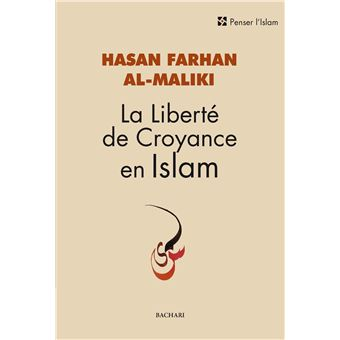 Penser l'Islam
HASAN FARHAN
AL-MALIKI
La Liberté
de Croyance
en Islam
BACHARI